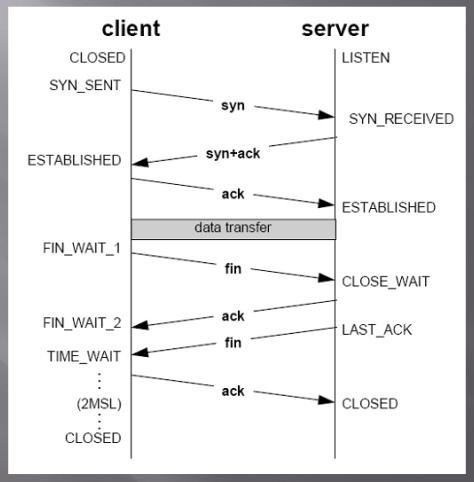 client server
CLOSED LISTEN
SYN_SENT
syn
SYN_RECEIVED
syn+ack
ESTABLISHED
ack
ESTABLISHED
data transfer
FIN_WAIT_1
fin
CLOSE_WAIT
ack
FIN_WAIT_2
LAST_ACK
fin
TIME_WAIT
ack
(2MSL) CLOSED
CLOSED